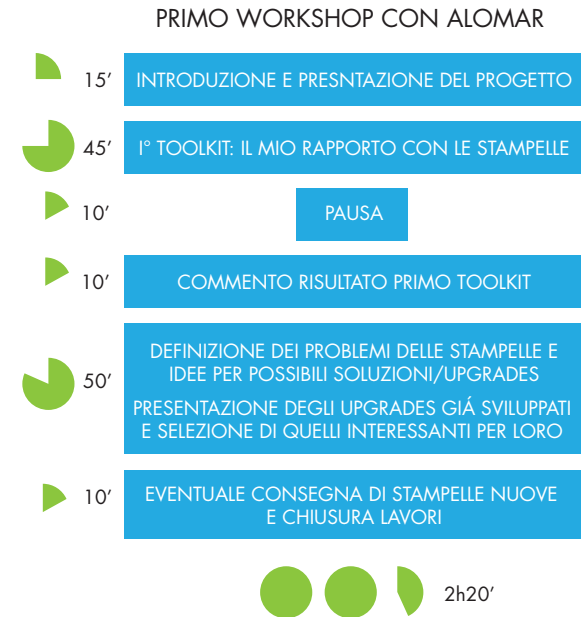 PRIMO WORKSHOP CON ALOMAR
15’ INTRODUZIONE E PRESNTAZIONE DEL PROGETTO
45’ I° TOOLKIT: IL MIO RAPPORTO CON LE STAMPELLE
10’ PAUSA
10’ COMMENTO RISULTATO PRIMO TOOLKIT
50’
DEFINIZIONE DEI PROBLEMI DELLE STAMPELLE E
IDEE PER POSSIBILI SOLUZIONI/UPGRADES
PRESENTAZIONE DEGLI UPGRADES GIÁ SVILUPPATI
E SELEZIONE DI QUELLI INTERESSANTI PER LORO
10’ EVENTUALE CONSEGNA DI STAMPELLE NUOVE
E CHIUSURA LAVORI
2h20’